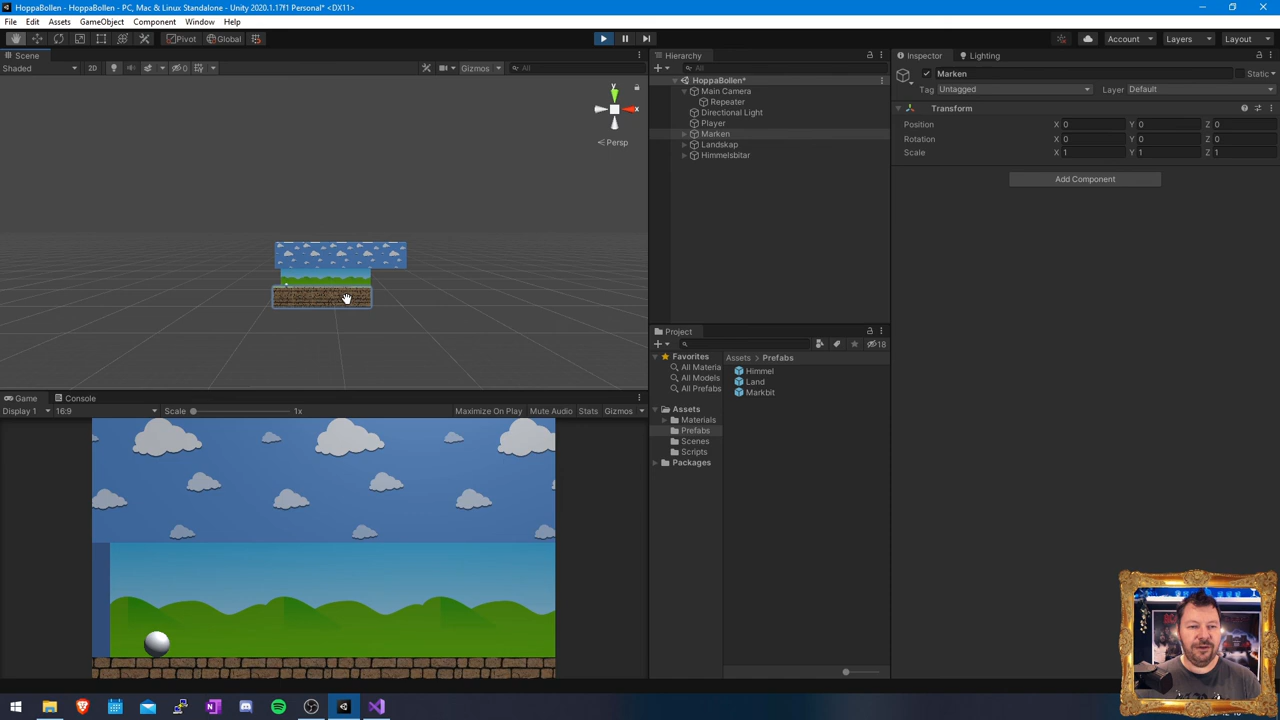 HoppaBollen - HoppaBollen - PC, Mac & Linux Standalone - Unity 2020.1.17f1 Personal* <DX11>
File Edit Assets GameObject Component Window Help
Pivot Global Account Layers Layout
Scene
Shaded 2D 0 Gizmos All
y
x
Persp
Hierarchy
All
HoppaBollen*
Main Camera
Repeater
Directional Light
Player
Marken
Landskap
Himmelsbitar
Inspector Lighting
Marken Static
Tag Untagged Layer Default
Transform
Position X 0 Y 0 Z 0
Rotation X 0 Y 0 Z 0
Scale X 1 Y 1 Z 1
Add Component
Project
18
Favorites
All Materia
All Models
All Prefabs
Assets
Materials
Prefabs
Scenes
Scripts
Packages
Assets > Prefabs
Himmel
Land
Markbit
Game Console
Display 1 16:9 Scale 1x Maximize On Play Mute Audio Stats Gizmos